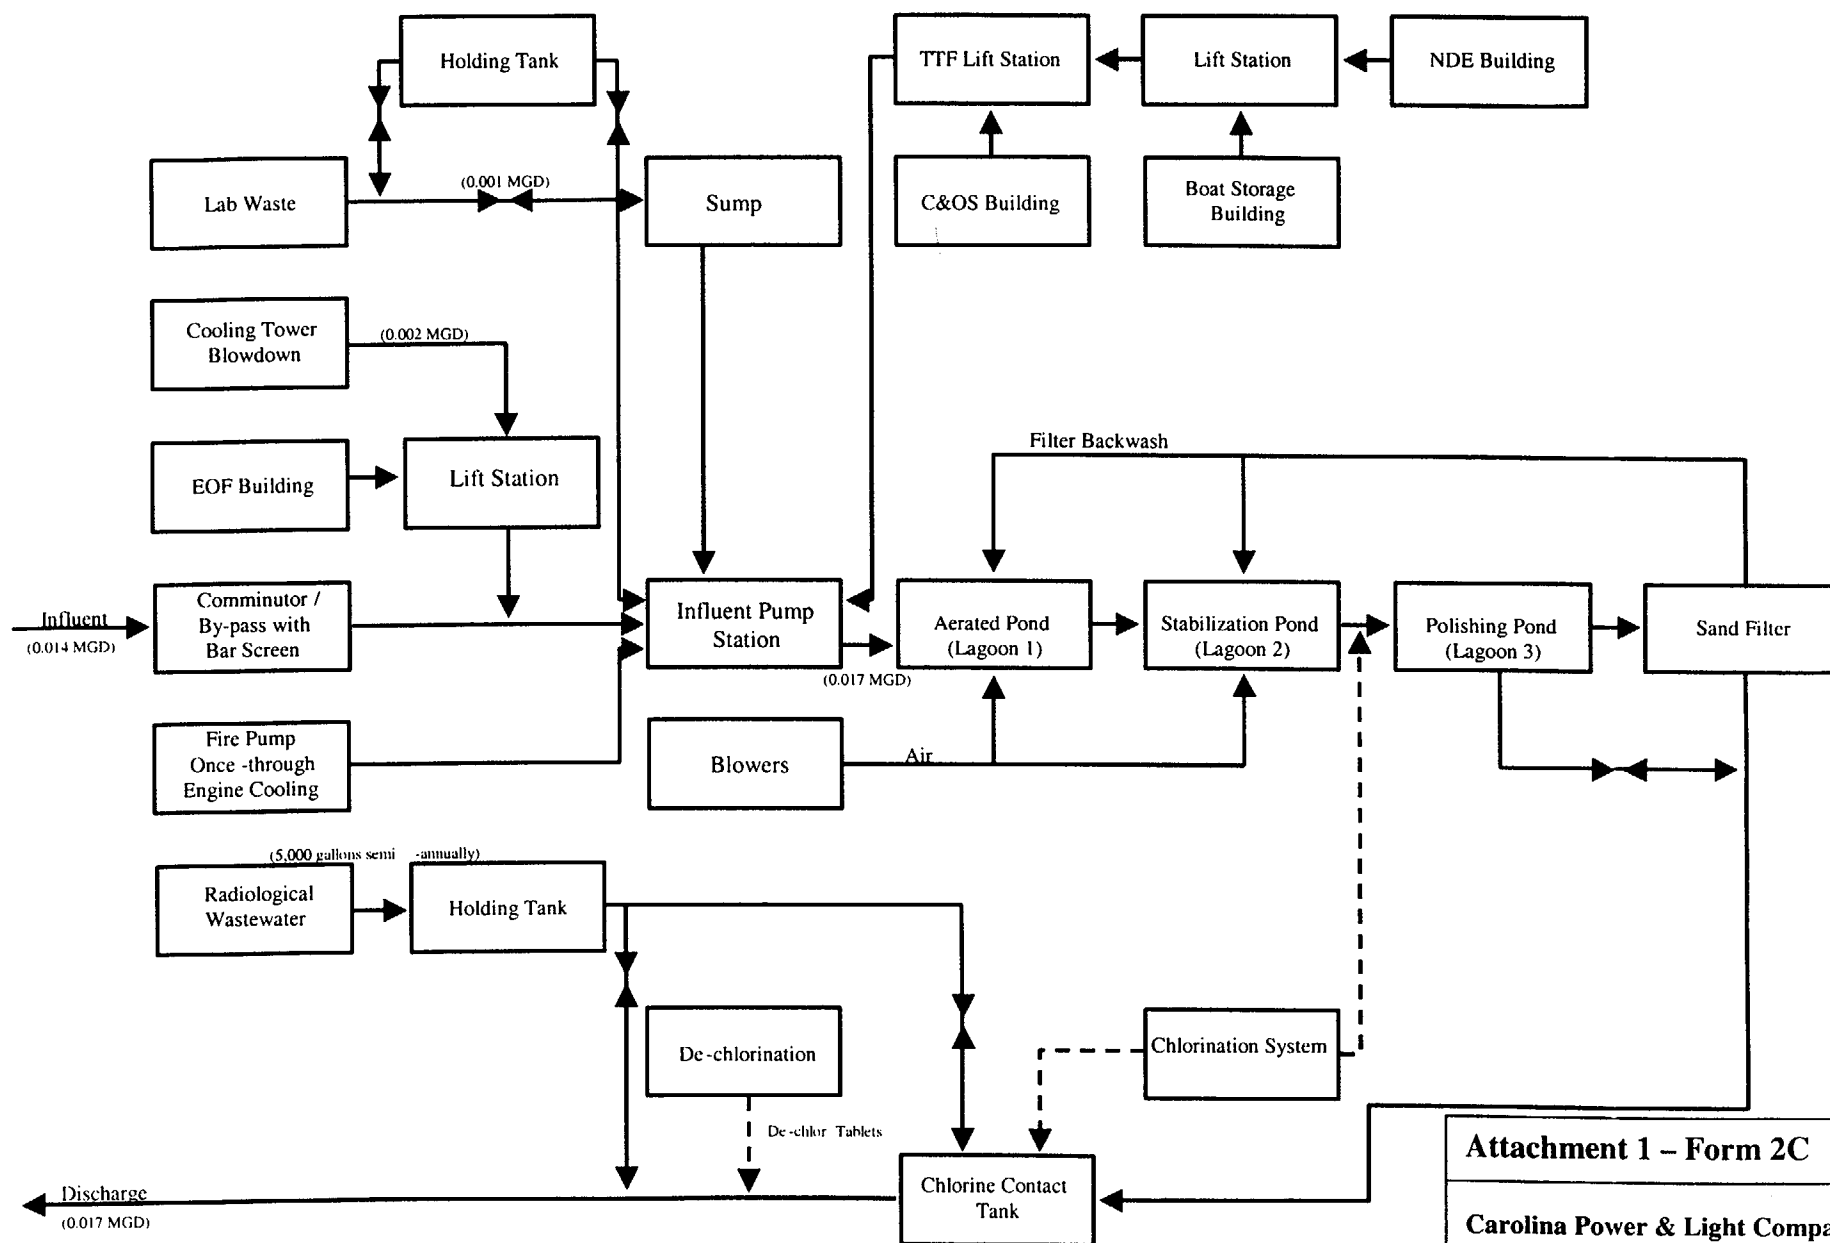 Holding Tank
TTF Lift Station
Lift Station
NDE Building
Lab Waste
(0.001 MGD)
Sump
C&OS Building
Boat Storage
Building
Cooling Tower
Blowdown
(0.002 MGD)
EOF Building
Lift Station
Filter Backwash
Influent
(0.014 MGD)
Comminutor /
By-pass with
Bar Screen
Influent Pump
Station
(0.017 MGD)
Aerated Pond
(Lagoon 1)
Stabilization Pond
(Lagoon 2)
Polishing Pond
(Lagoon 3)
Sand Filter
Fire Pump
Once -through
Engine Cooling
Blowers
Air
(5,000 gallons semi -annually)
Radiological
Wastewater
Holding Tank
De-chlorination
De-chlor Tablets
Chlorination System
Chlorine Contact
Tank
Discharge
(0.017 MGD)
Attachment 1 – Form 2C
Carolina Power & Light Compa